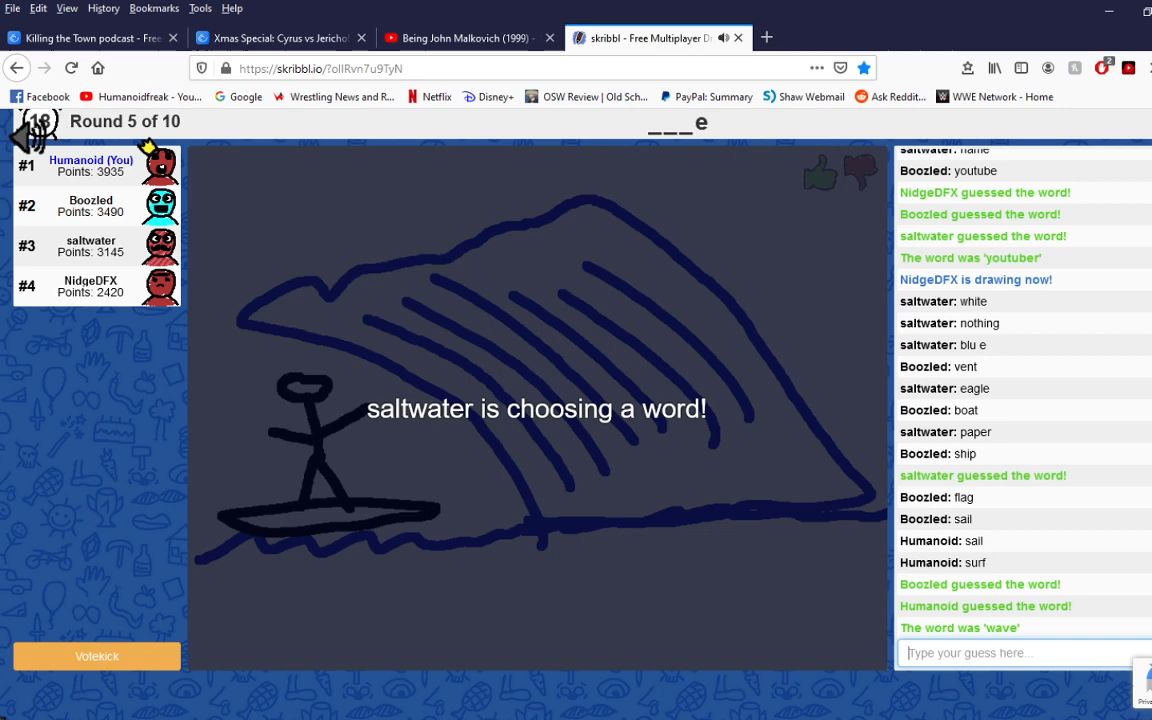 File Edit View History Bookmarks Tools Help
Killing the Town podcast - Free
Xmas Special: Cyrus vs Jericho
Being John Malkovich (1999) -
skribbl - Free Multiplayer Dr
https://skribbl.io/?olIRvn7u9TyN
2
Facebook
Humanoidfreak - You...
Google
Wrestling News and R...
Netflix
Disney+
OSW Review | Old Sch...
PayPal: Summary
Shaw Webmail
Ask Reddit...
WWE Network - Home
18
Round 5 of 10
___e
#1
Humanoid (You)
Points: 3935
#2
Boozled
Points: 3490
#3
saltwater
Points: 3145
#4
NidgeDFX
Points: 2420
Votekick
saltwater is choosing a word!
saltwater: name
Boozled: youtube
NidgeDFX guessed the word!
Boozled guessed the word!
saltwater guessed the word!
The word was 'youtuber'
NidgeDFX is drawing now!
saltwater: white
saltwater: nothing
saltwater: blu e
Boozled: vent
saltwater: eagle
Boozled: boat
saltwater: paper
Boozled: ship
saltwater guessed the word!
Boozled: flag
Boozled: sail
Humanoid: sail
Humanoid: surf
Boozled guessed the word!
Humanoid guessed the word!
The word was 'wave'
Type your guess here...
Priva